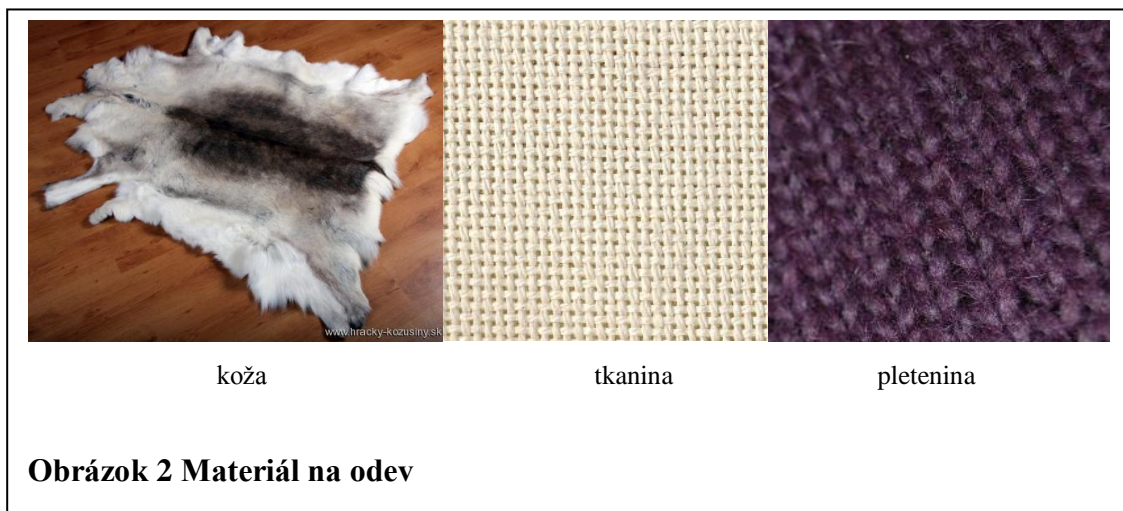 www.hracky-kozusiny.sk
koža
tkanina
pletenina
Obrázok 2 Materiál na odev